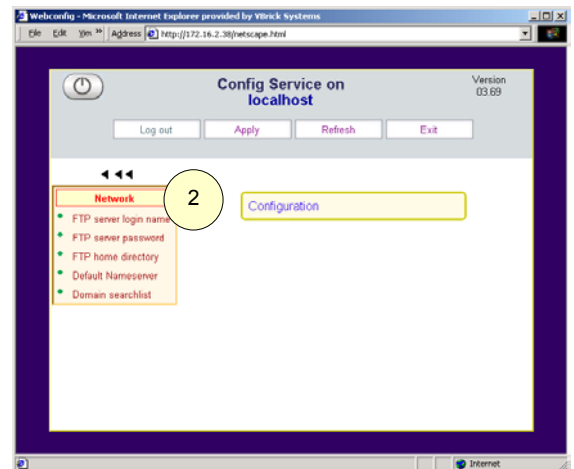 Webconfig - Microsoft Internet Explorer provided by VBrick Systems
File Edit View » Address http://172.16.2.38/netscape.html
Config Service on
localhost
Version
03.69
Log out Apply Refresh Exit
Network
2
Configuration
FTP server login name
FTP server password
FTP home directory
Default Nameserver
Domain searchlist
Internet